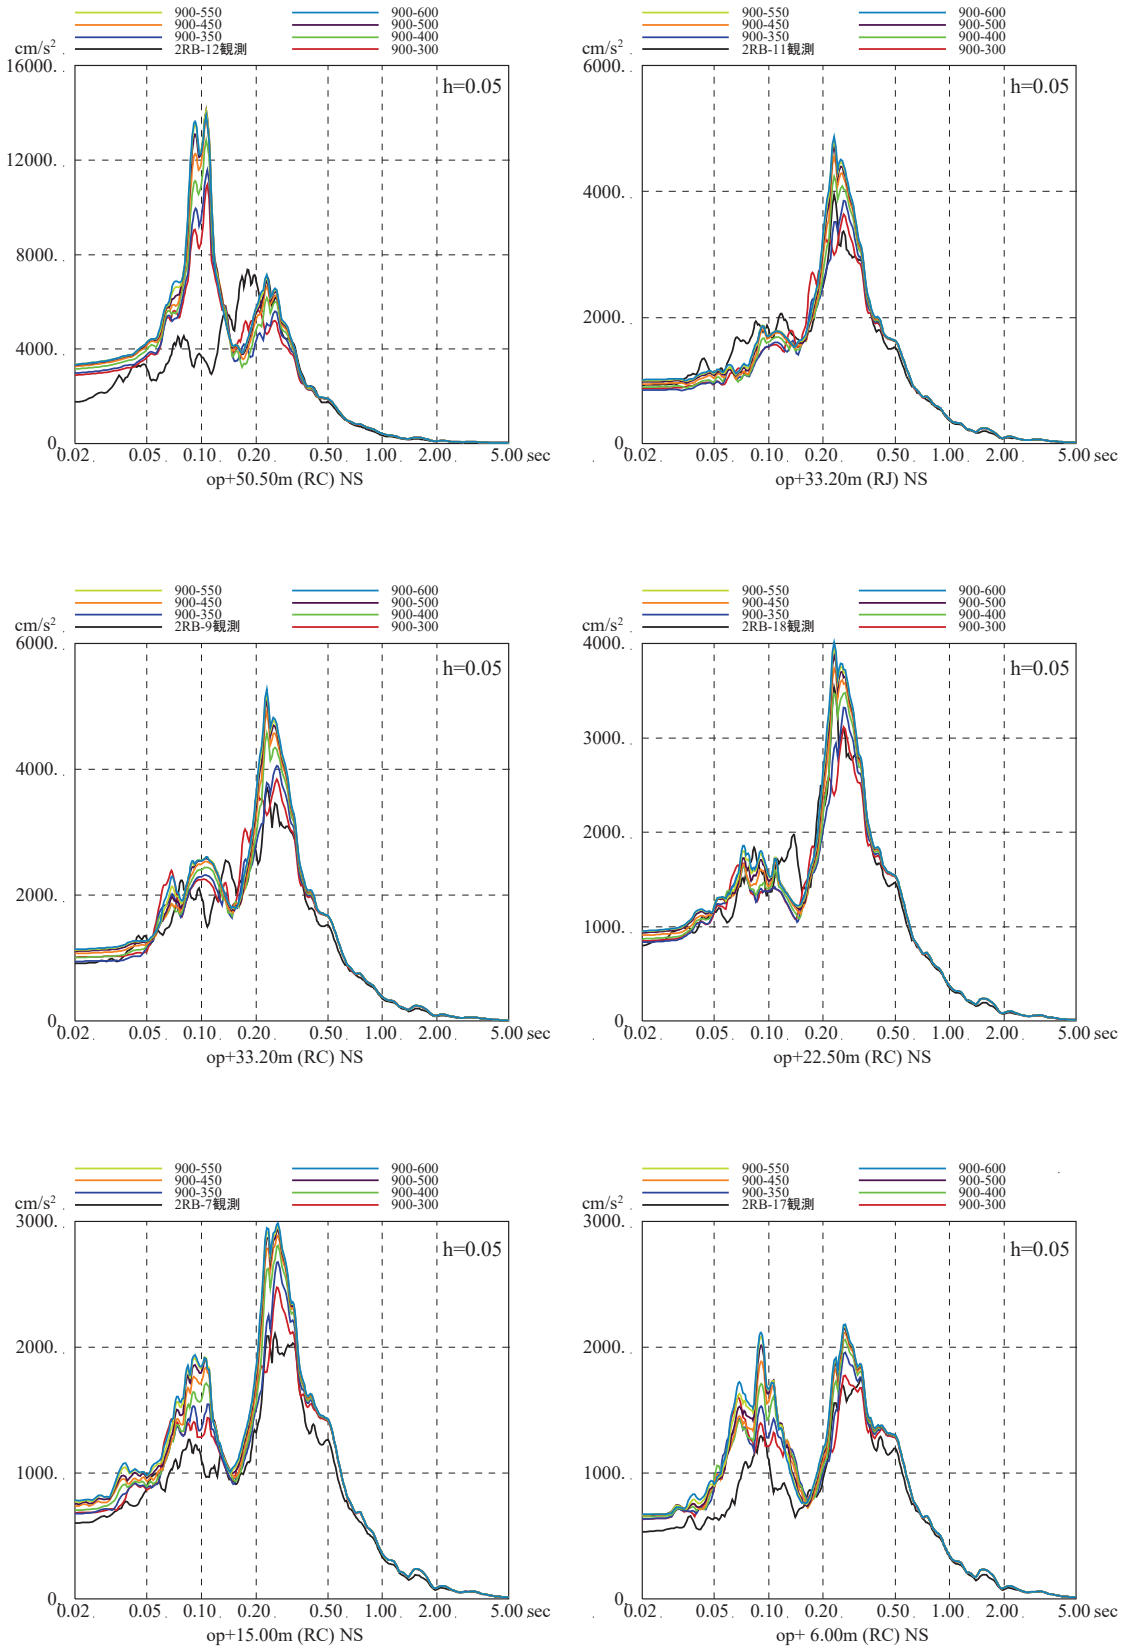 900-550
900-450
900-350
2RB-12観測
900-600
900-500
900-400
900-300
cm/s²
h=0.05
16000.
12000.
8000.
4000.
0.
0.02 0.05 0.10 0.20 0.50 1.00 2.00 5.00 sec
op+50.50m (RC) NS
900-550
900-450
900-350
2RB-11観測
900-600
900-500
900-400
900-300
cm/s²
h=0.05
6000.
4000.
2000.
0.
0.02 0.05 0.10 0.20 0.50 1.00 2.00 5.00 sec
op+33.20m (RJ) NS
900-550
900-450
900-350
2RB-9観測
900-600
900-500
900-400
900-300
cm/s²
h=0.05
6000.
4000.
2000.
0.
0.02 0.05 0.10 0.20 0.50 1.00 2.00 5.00 sec
op+33.20m (RC) NS
900-550
900-450
900-350
2RB-18観測
900-600
900-500
900-400
900-300
cm/s²
h=0.05
4000.
3000.
2000.
1000.
0.
0.02 0.05 0.10 0.20 0.50 1.00 2.00 5.00 sec
op+22.50m (RC) NS
900-550
900-450
900-350
2RB-7観測
900-600
900-500
900-400
900-300
cm/s²
h=0.05
3000.
2000.
1000.
0.
0.02 0.05 0.10 0.20 0.50 1.00 2.00 5.00 sec
op+15.00m (RC) NS
900-550
900-450
900-350
2RB-17観測
900-600
900-500
900-400
900-300
cm/s²
h=0.05
3000.
2000.
1000.
0.
0.02 0.05 0.10 0.20 0.50 1.00 2.00 5.00 sec
op+ 6.00m (RC) NS